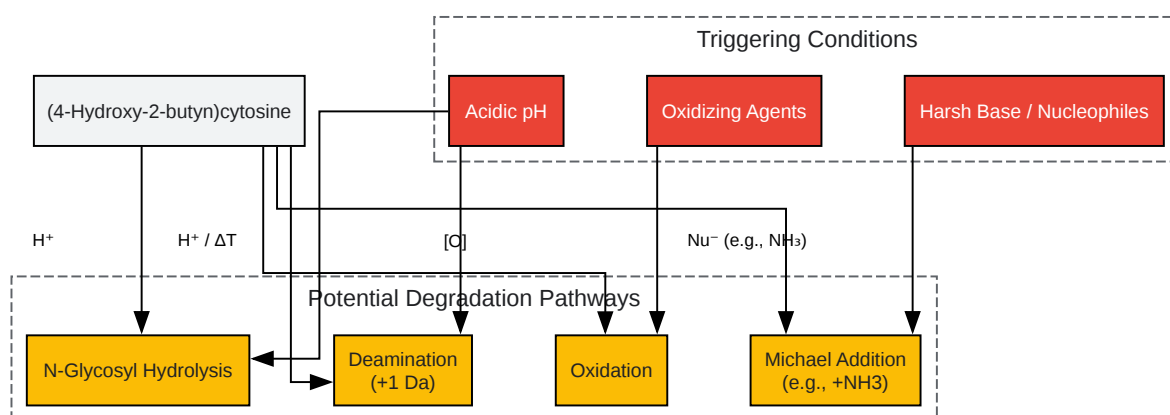 Triggering Conditions
(4-Hydroxy-2-butyn)cytosine
Acidic pH
Oxidizing Agents
Harsh Base / Nucleophiles
H⁺
H⁺ / ΔT
[O]
Nu⁻ (e.g., NH₃)
Potential Degradation Pathways
N-Glycosyl Hydrolysis
Deamination
(+1 Da)
Oxidation
Michael Addition
(e.g., +NH3)